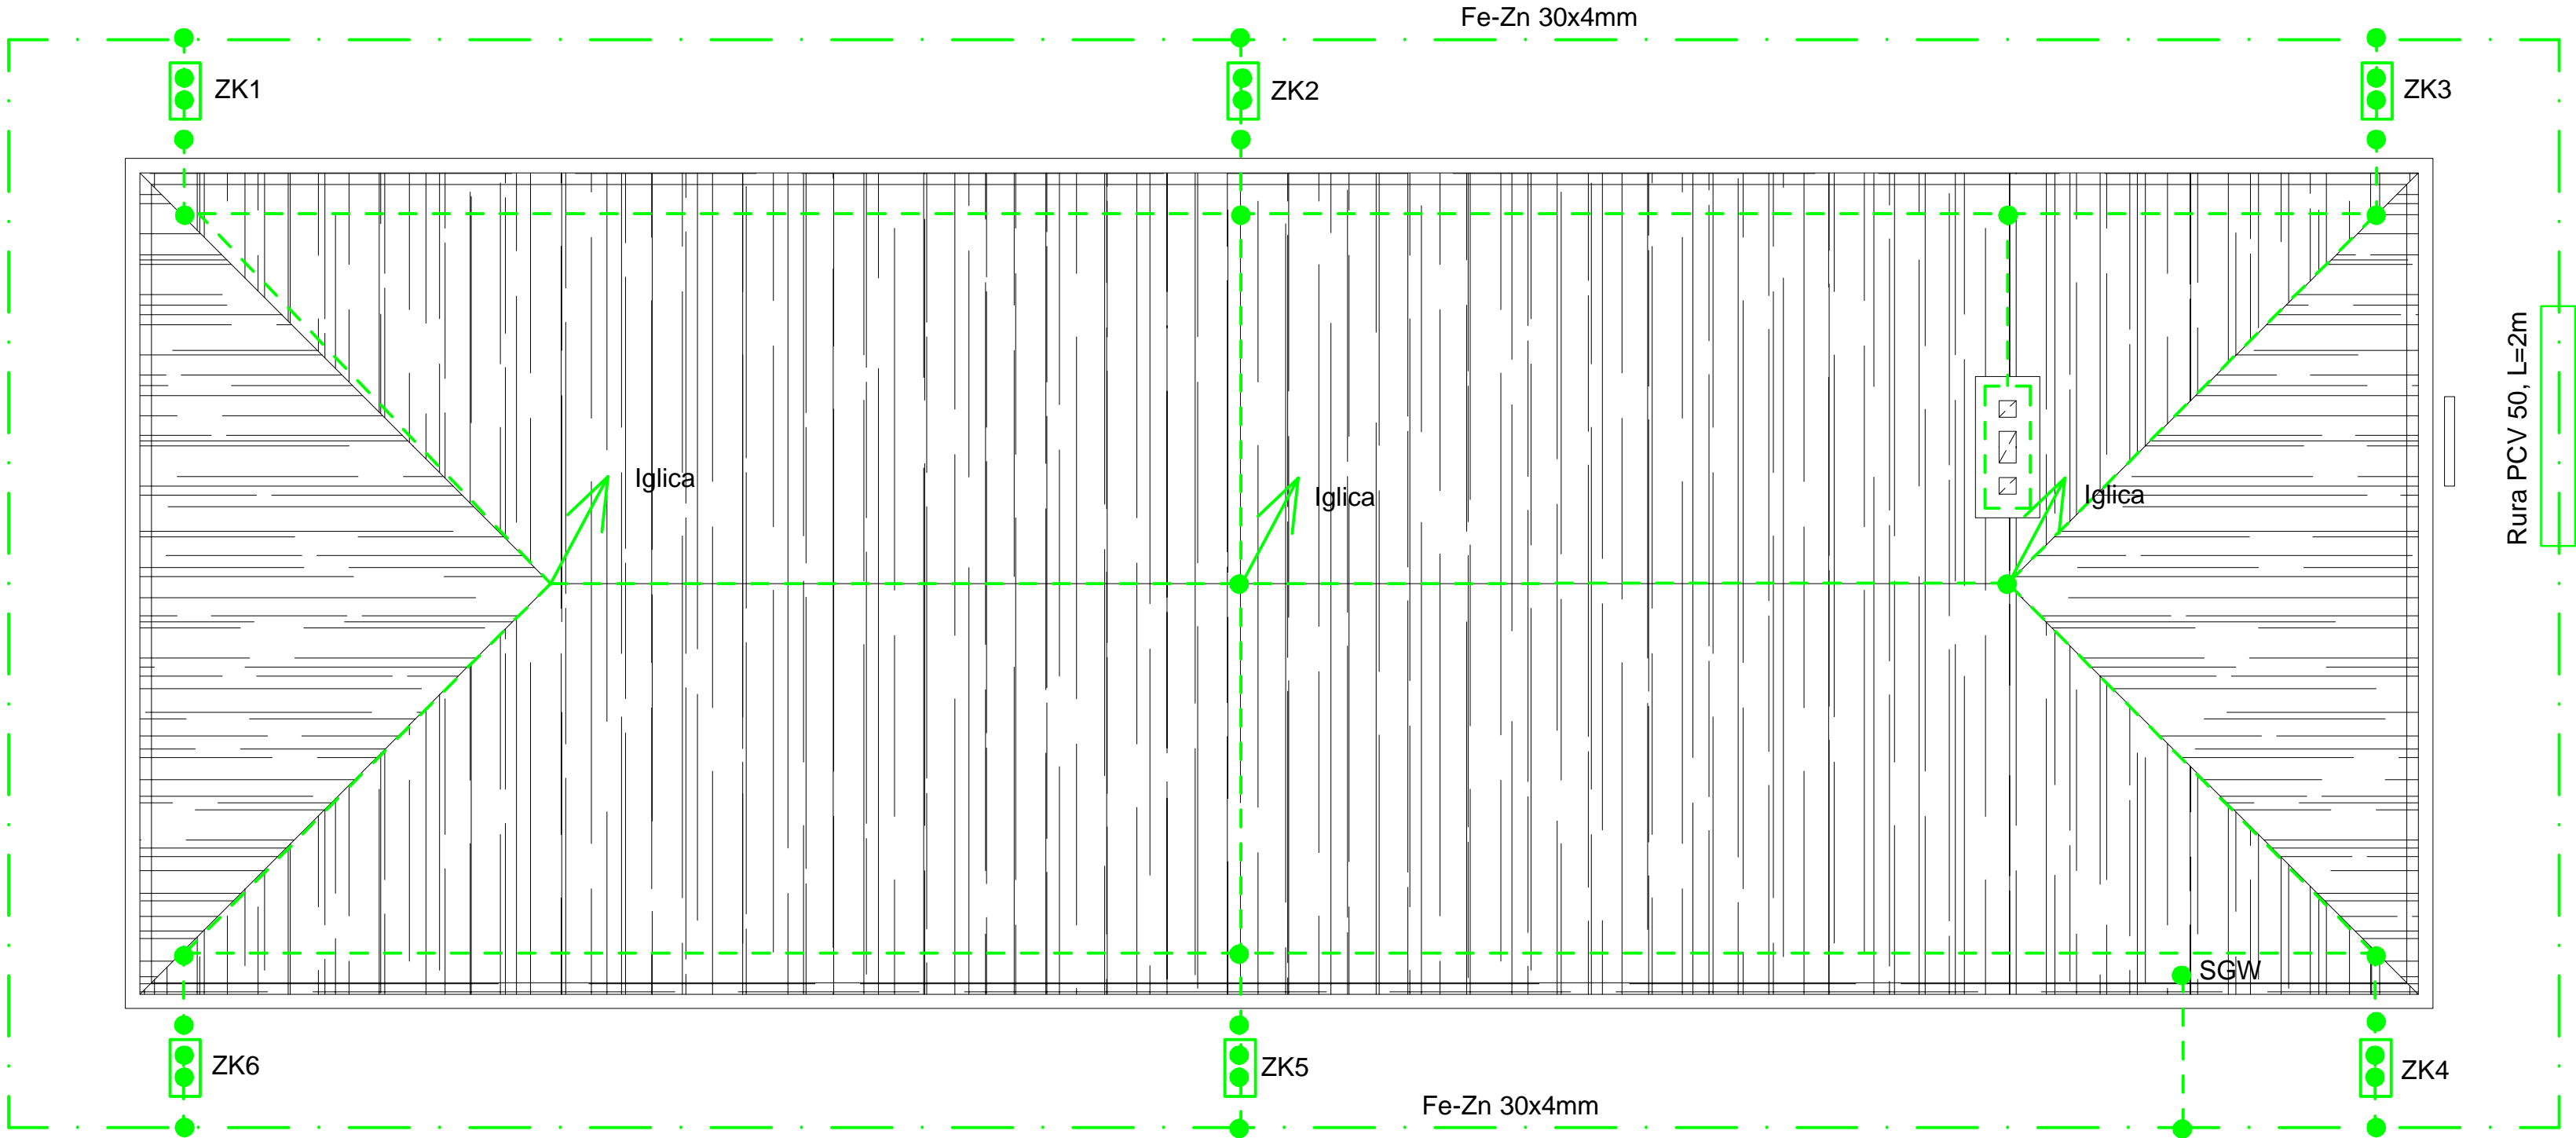 Fe-Zn 30x4mm
ZK1
ZK2
ZK3
Rura PCV 50, L=2m
Iglica
Iglica
Iglica
SGW
ZK6
ZK5
ZK4
Fe-Zn 30x4mm